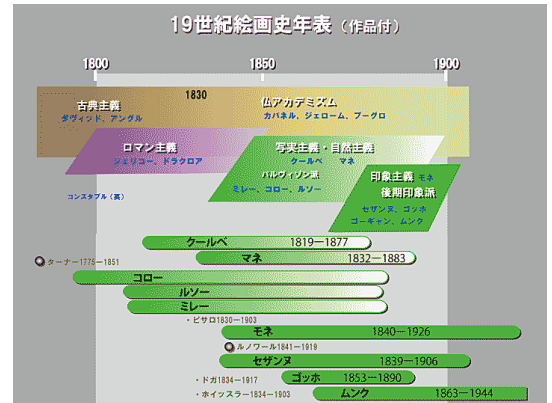 19世紀絵画史年表（作品付）
1800 1850 1900
1830
古典主義
ダヴィンド、アングル
仏アカデミズム
カバネル、ジェローム、ブーグロ
ロマン主義
ジェリコー、ドラクロア
写実主義・自然主義
クールベ マネ
バルヴィゾン派
ミレー、コロー、ルソー
印象主義 モネ
後期印象派
セザンヌ、ゴッホ
ゴーギャン、ムンク
コンスタブル（英）
クールベ 1819－1877
マネ 1832－1883
ターナー1775－1851
コロー
ルソー
ミレー
・ピサロ1830－1903
モネ 1840－1926
ルノワール1841－1919
セザンヌ 1839－1906
・ドガ1834－1917
ゴッホ 1853－1890
・ホイッスラー1834－1903
ムンク 1863－1944